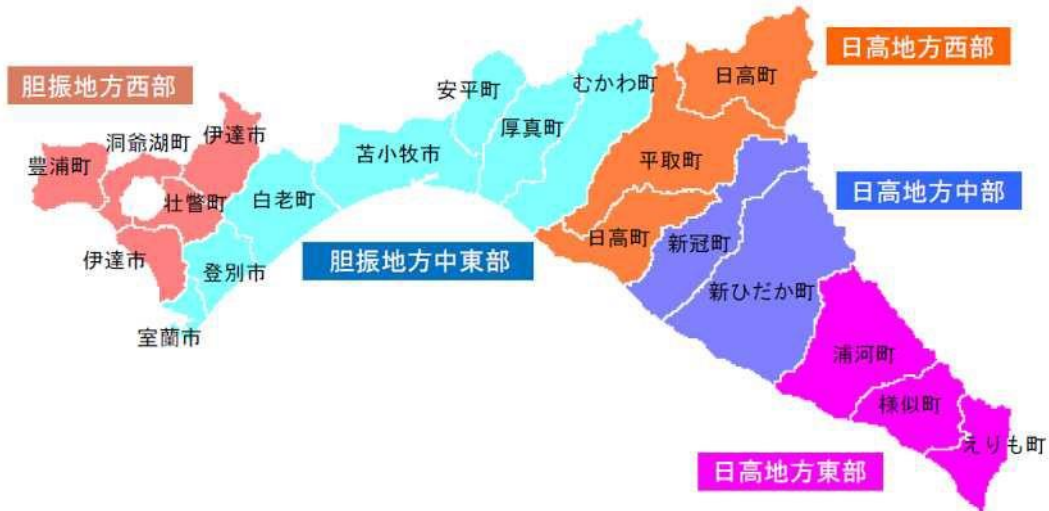 日高地方西部
胆振地方西部
むかわ町
日高町
安平町
厚真町
伊達市
洞爺湖町
豊浦町
苫小牧市
平取町
白老町
壮瞥町
日高地方中部
日高町
新冠町
伊達市
登別市
胆振地方中東部
新ひだか町
室蘭市
浦河町
様似町
えりも町
日高地方東部